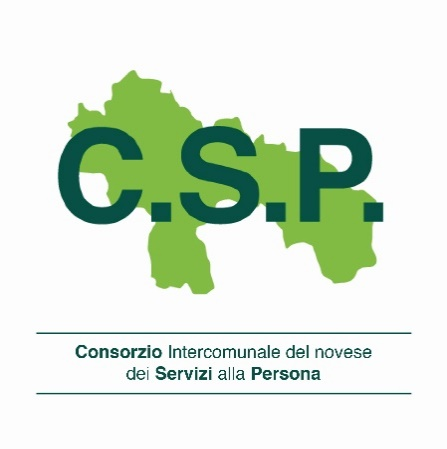 C.S.P.
Consorzio Intercomunale del novese
dei Servizi alla Persona